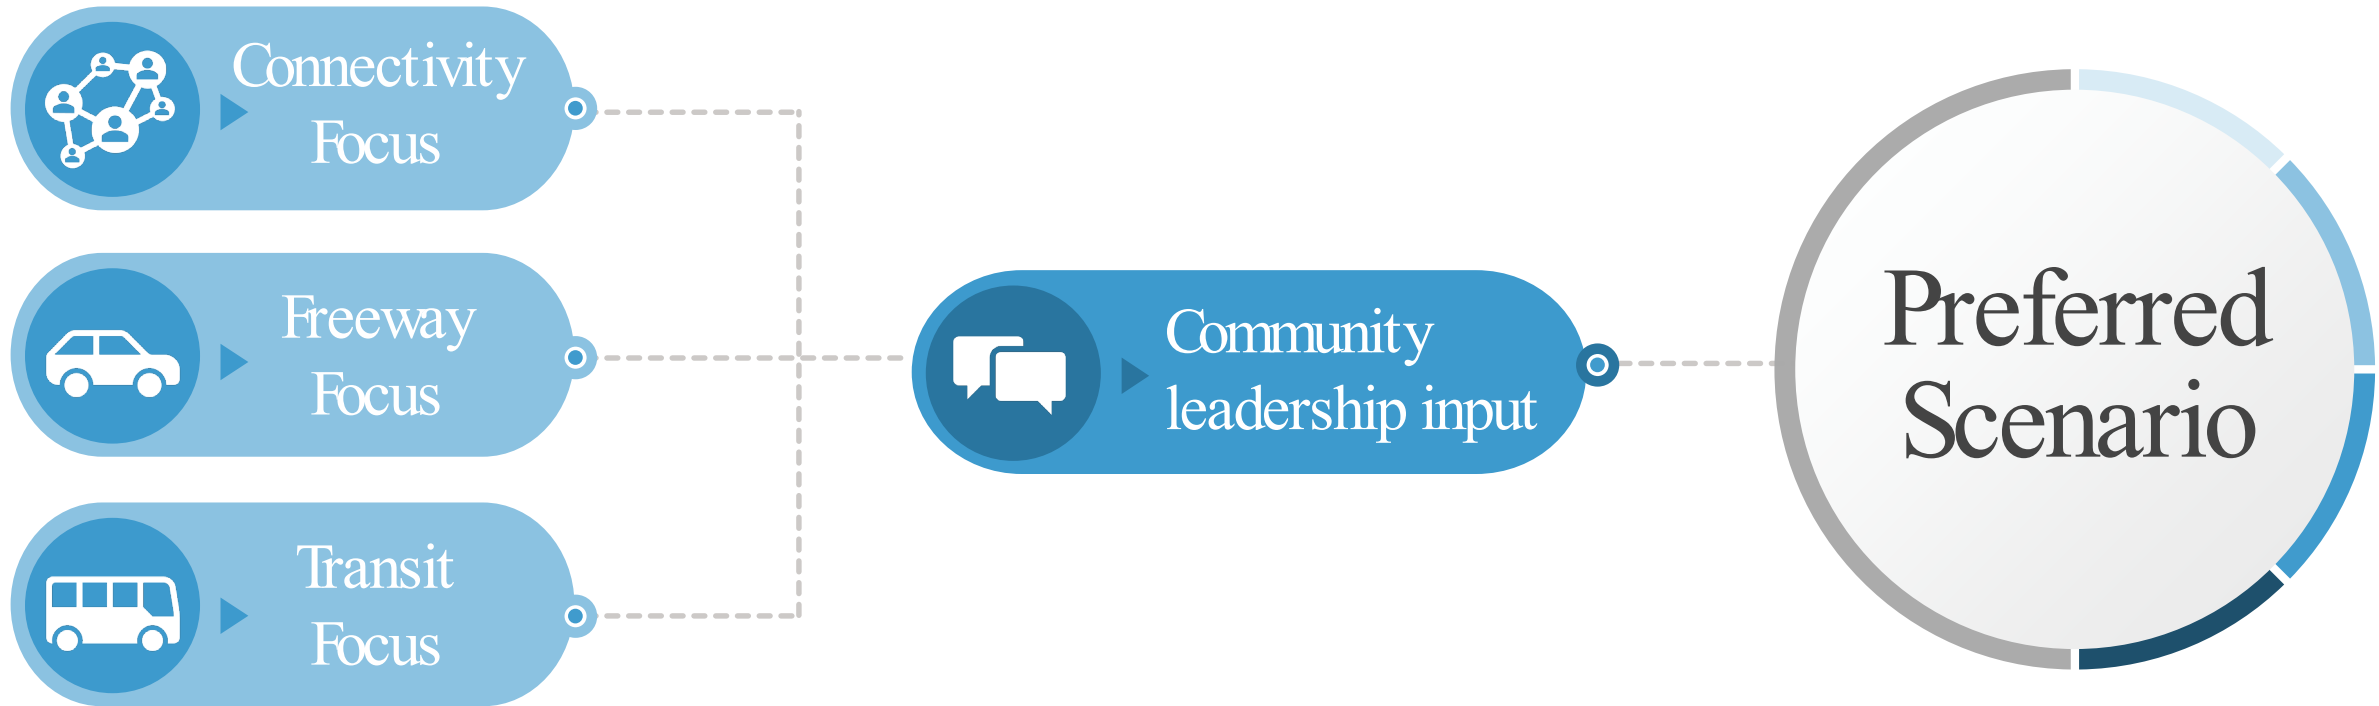 Connectivity
Focus
Freeway
Focus
Transit
Focus
Community
leadership input
Preferred
Scenario